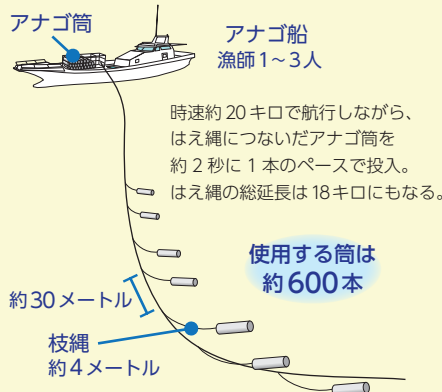 アナゴ筒
アナゴ船
漁師1～3人
時速約20キロで航行しながら、
はえ縄につないだアナゴ筒を
約2秒に1本のペースで投入。
はえ縄の総延長は18キロにもなる。
使用する筒は
約600本
約30メートル
枝縄
約4メートル